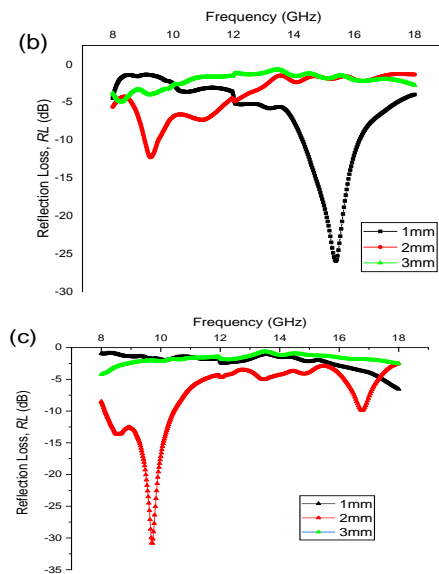 Frequency (GHz)
(b)
8 10 12 14 16 18
0
-5
-10
-15
-20
-25
-30
Reflection Loss, RL (dB)
1mm
2mm
3mm
(c)
Frequency (GHz)
8 10 12 14 16 18
0
-5
-10
-15
-20
-25
-30
-35
Reflection Loss, RL (dB)
1mm
2mm
3mm